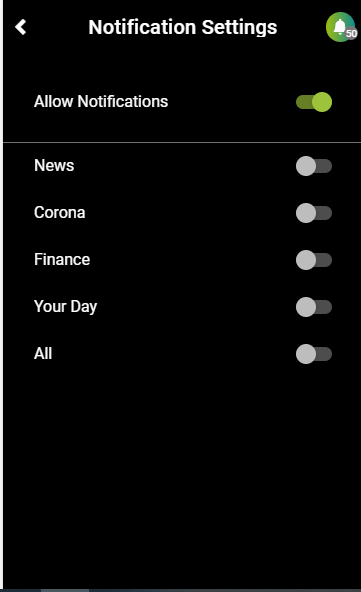 Notification Settings
50
Allow Notifications
News
Corona
Finance
Your Day
All